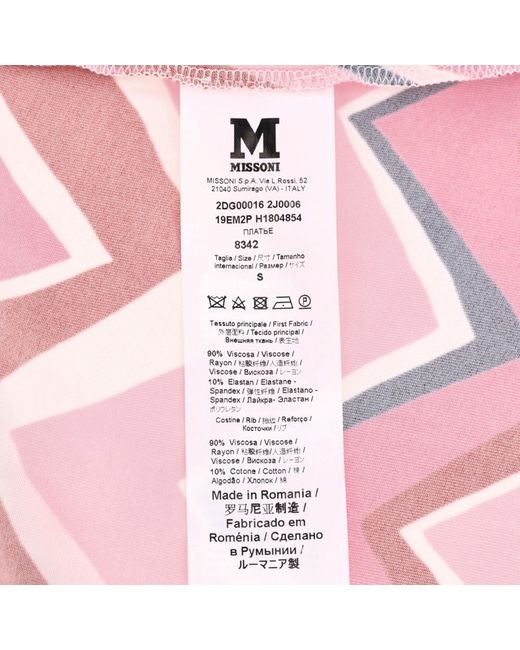 M
MISSONI
MISSONI S.p.A. Via L.Rossi, 52
21040 Sumirago (VA) - ITALY
2DG00016 2J0006
19EM2P H1804854
ПЛАТЬЕ
8342
Taglia / Size / 尺寸 / Tamanho
internacional / Размер / サイズ
S
P
Tessuto principale / First Fabric /
外层面料 / Tecido principal /
Внешняя ткань / 表生地
90% Viscosa / Viscose /
Rayon / 粘胶纤维/人造纤维/
Viscose / Вискоза / レーヨン
10% Elastan / Elastane -
Spandex / 弹性纤维 / Elastano -
Spandex / Лайкра- Эластан /
ポリウレタン
Costine / Rib / 抽远 / Reforço /
Косточки / リブ
90% Viscosa / Viscose /
Rayon / 粘胶纤维/人造纤维/
Viscose / Вискоза / レーヨン
10% Cotone / Cotton / 棉 /
Algodão / Хлопок / 綿
Made in Romania /
罗马尼亚制造 /
Fabricado em
Roménia / Сделано
в Румынии /
ルーマニア製